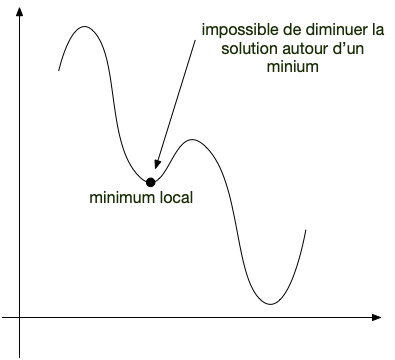 impossible de diminuer la
solution autour d'un
minium
minimum local